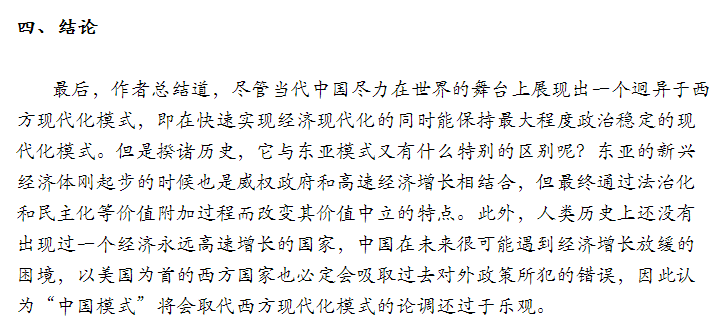 四、结论
最后，作者总结道，尽管当代中国尽力在世界的舞台上展现出一个迥异于西
方现代化模式，即在快速实现经济现代化的同时能保持最大程度政治稳定的现
代化模式。但是揆诸历史，它与东亚模式又有什么特别的区别呢？东亚的新兴
经济体刚起步的时候也是威权政府和高速经济增长相结合，但最终通过法治化
和民主化等价值附加过程而改变其价值中立的特点。此外，人类历史上还没有
出现过一个经济永远高速增长的国家，中国在未来很可能遇到经济增长放缓的
困境，以美国为首的西方国家也必定会吸取过去对外政策所犯的错误，因此认
为“中国模式”将会取代西方现代化模式的论调还过于乐观。